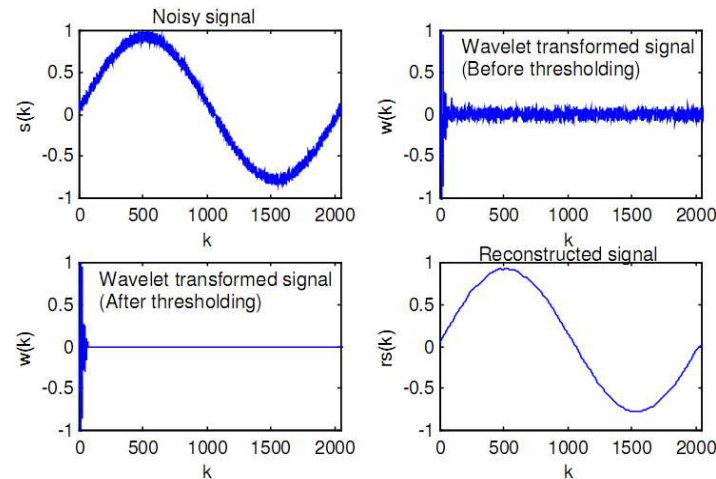 Noisy signal
1
0.5
0
-0.5
-1
s(k)
0 500 1000 1500 2000
k
Wavelet transformed signal
(Before thresholding)
1
0.5
0
-0.5
-1
w(k)
0 500 1000 1500 2000
k
Wavelet transformed signal
(After thresholding)
1
0.5
0
-0.5
-1
w(k)
0 500 1000 1500 2000
k
Reconstructed signal
1
0.5
0
-0.5
-1
rs(k)
0 500 1000 1500 2000
k